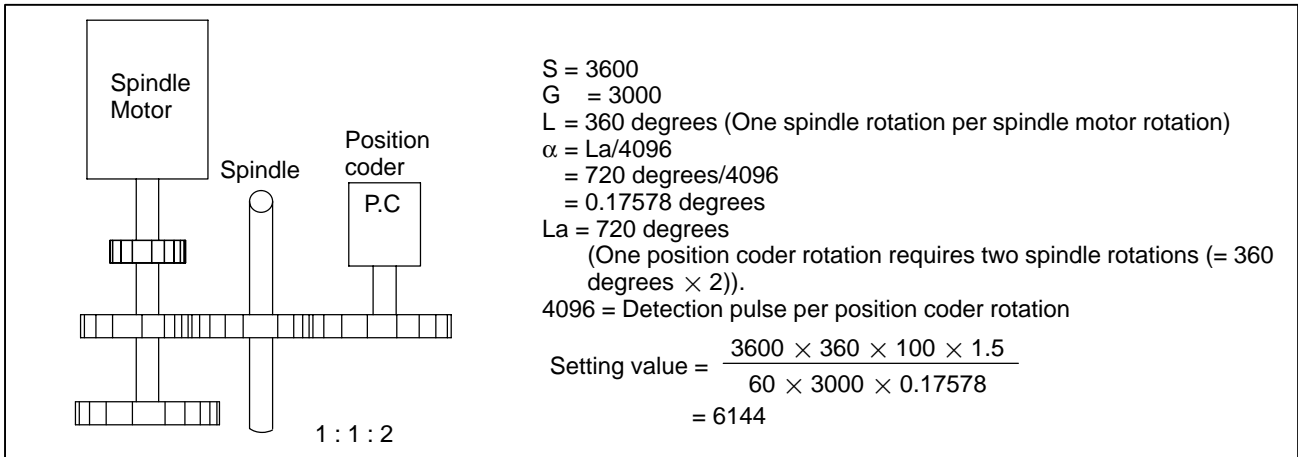 Spindle
Motor
Spindle
Position
coder
P.C
1 : 1 : 2
S = 3600
G = 3000
L = 360 degrees (One spindle rotation per spindle motor rotation)
α = La/4096
= 720 degrees/4096
= 0.17578 degrees
La = 720 degrees
(One position coder rotation requires two spindle rotations (= 360
degrees × 2)).
4096 = Detection pulse per position coder rotation
Setting value = 3600 × 360 × 100 × 1.5
60 × 3000 × 0.17578
= 6144